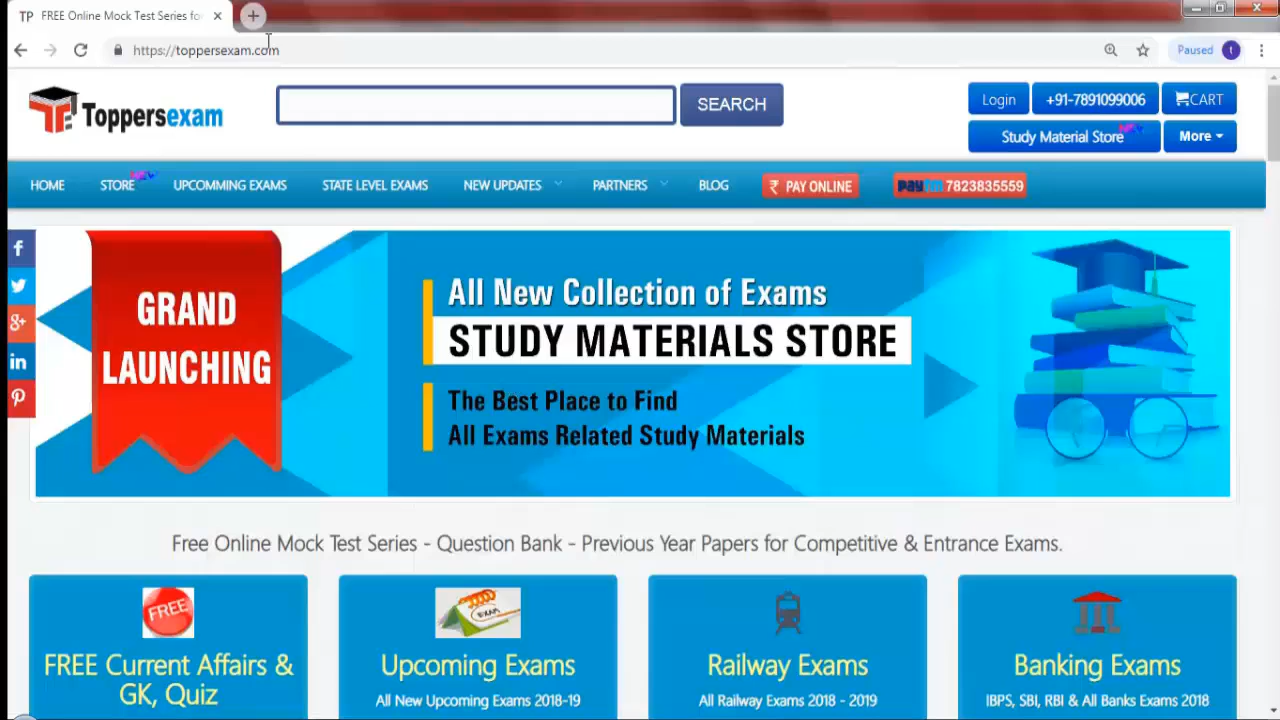 TP FREE Online Mock Test Series fo
https://toppersexam.com
Paused t
Toppersexam
SEARCH
Login +91-7891099006 CART
Study Material Store NEW More
HOME STORE NEW UPCOMMING EXAMS STATE LEVEL EXAMS NEW UPDATES PARTNERS BLOG ₹ PAY ONLINE paytm 7823835559
f
g+
in
GRAND
LAUNCHING
All New Collection of Exams
STUDY MATERIALS STORE
The Best Place to Find
All Exams Related Study Materials
Free Online Mock Test Series - Question Bank - Previous Year Papers for Competitive & Entrance Exams.
FREE
FREE Current Affairs &
GK, Quiz
EXAM
Upcoming Exams
All New Upcoming Exams 2018-19
Railway Exams
All Railway Exams 2018 - 2019
Banking Exams
IBPS, SBI, RBI & All Banks Exams 2018